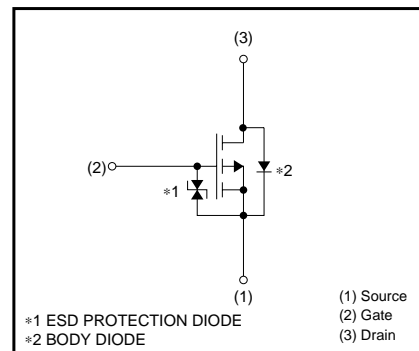 (3)
(2)
∗1
∗2
(1)
∗1 ESD PROTECTION DIODE
∗2 BODY DIODE
(1) Source
(2) Gate
(3) Drain